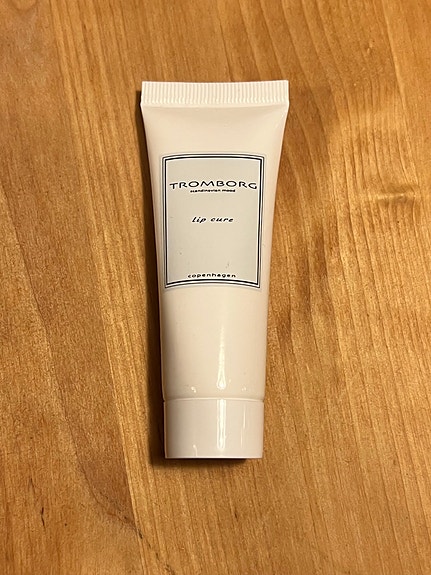 TROMBORG
scandinavian mood
lip cure
copenhagen